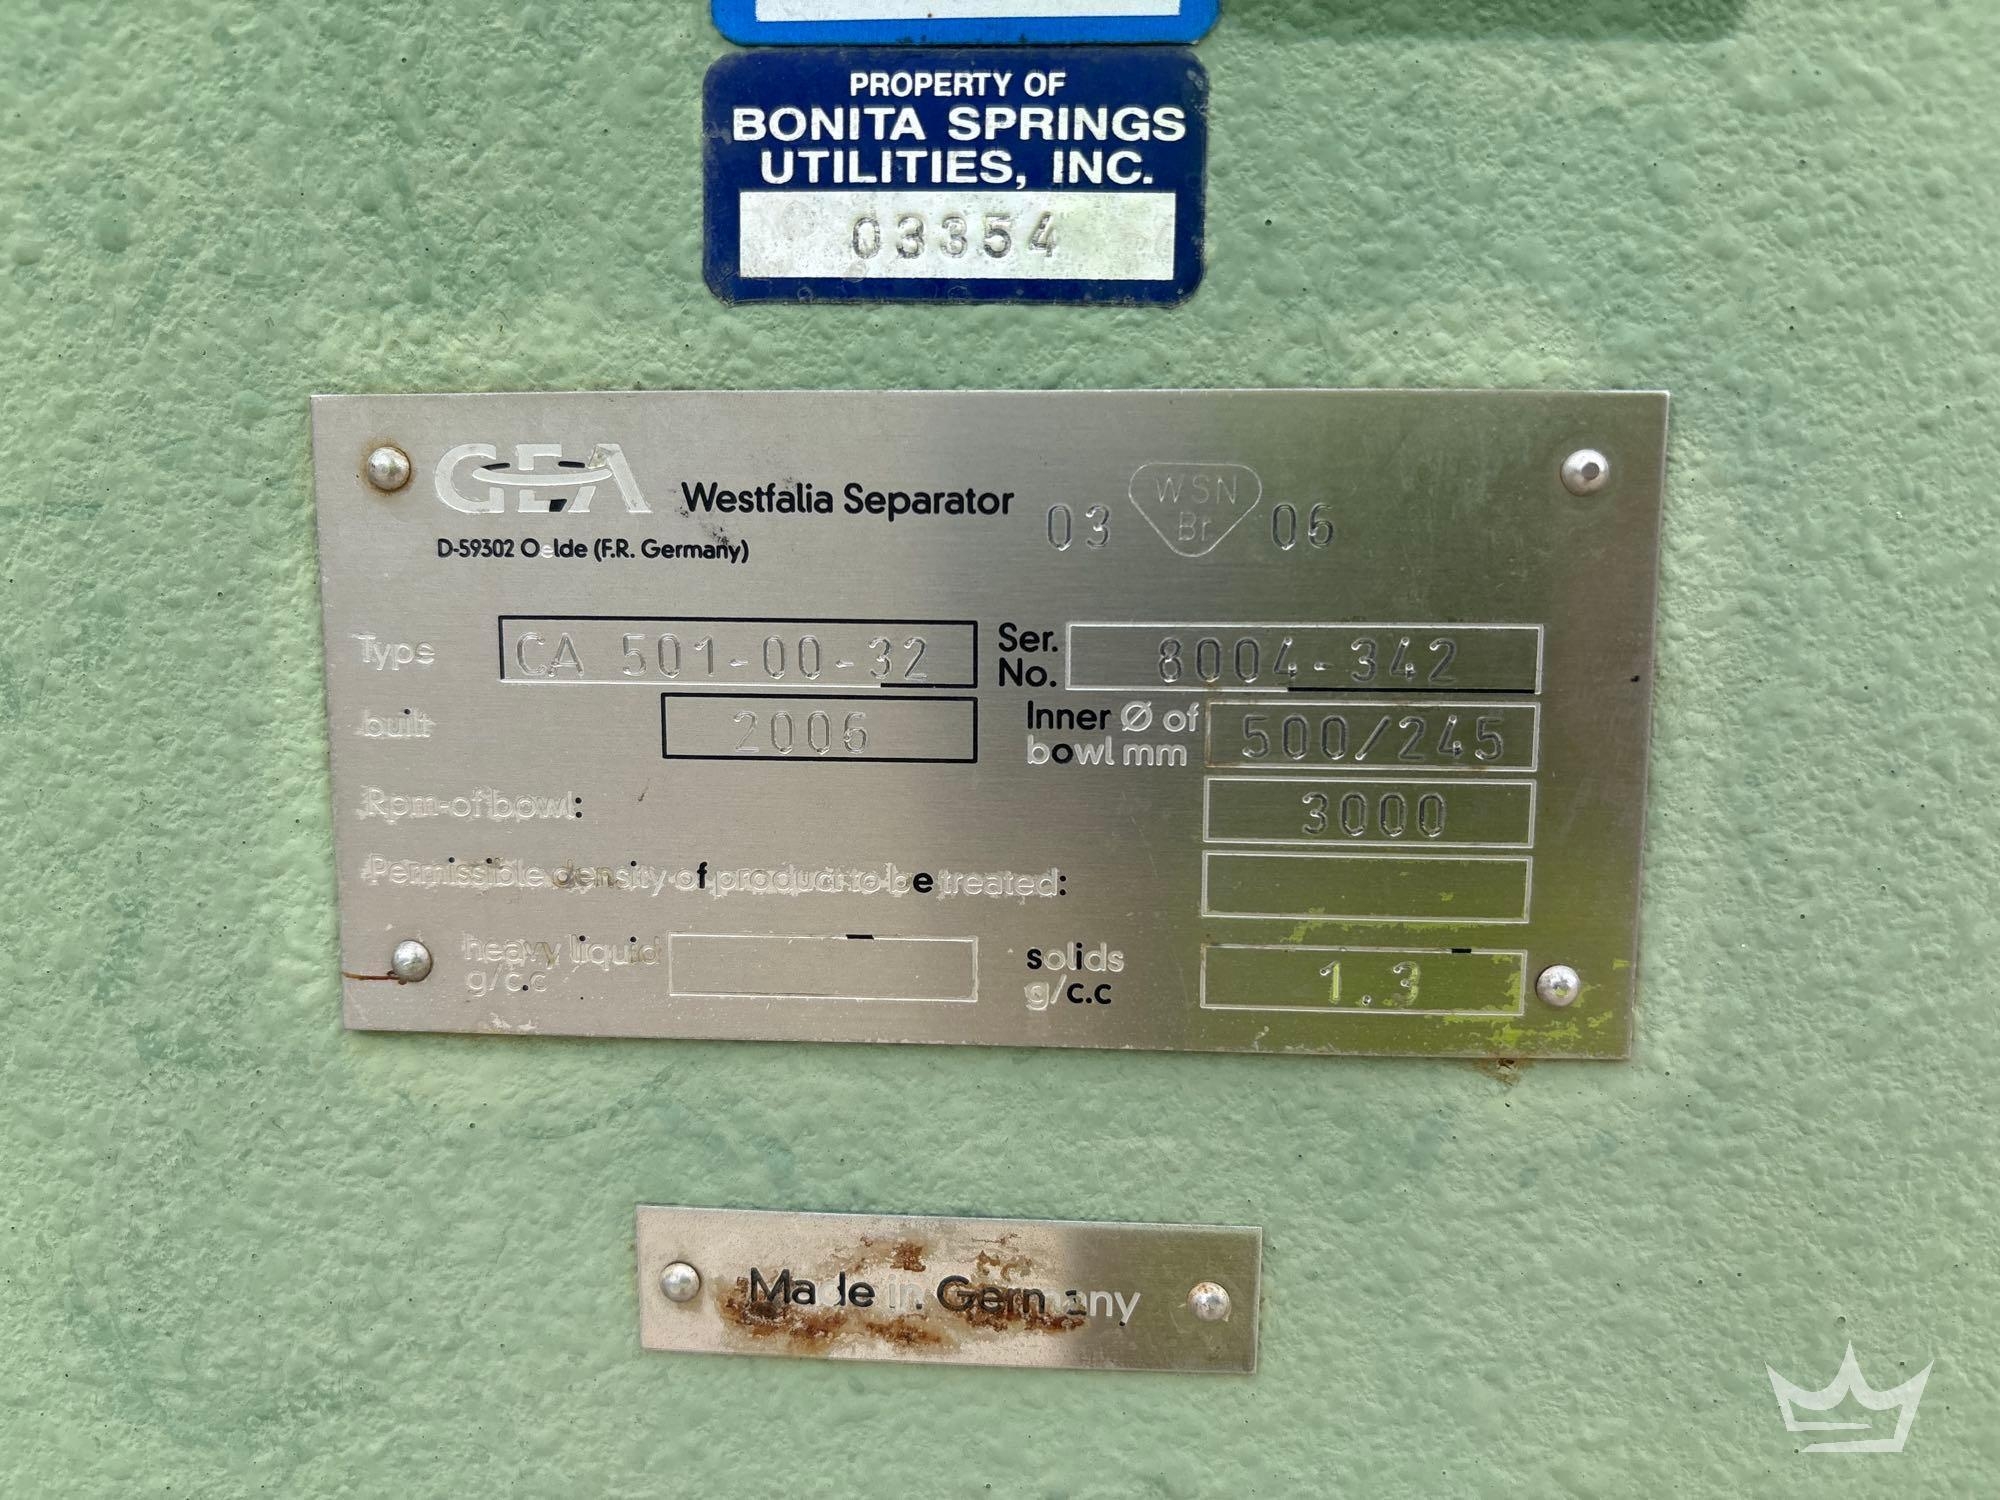 PROPERTY OF
BONITA SPRINGS
UTILITIES, INC.
03354
GEA Westfalia Separator 03 WSN Br 06
D-59302 Oelde (F.R. Germany)
Type CA 501-00-32 Ser. No. 8004-342
built 2006 Inner Ø of bowl mm 500/245
Rpm-of bowl: 3000
Permissible density of product to be treated:
heavy liquid g/c.c solids g/c.c 1.3
Made in Germany